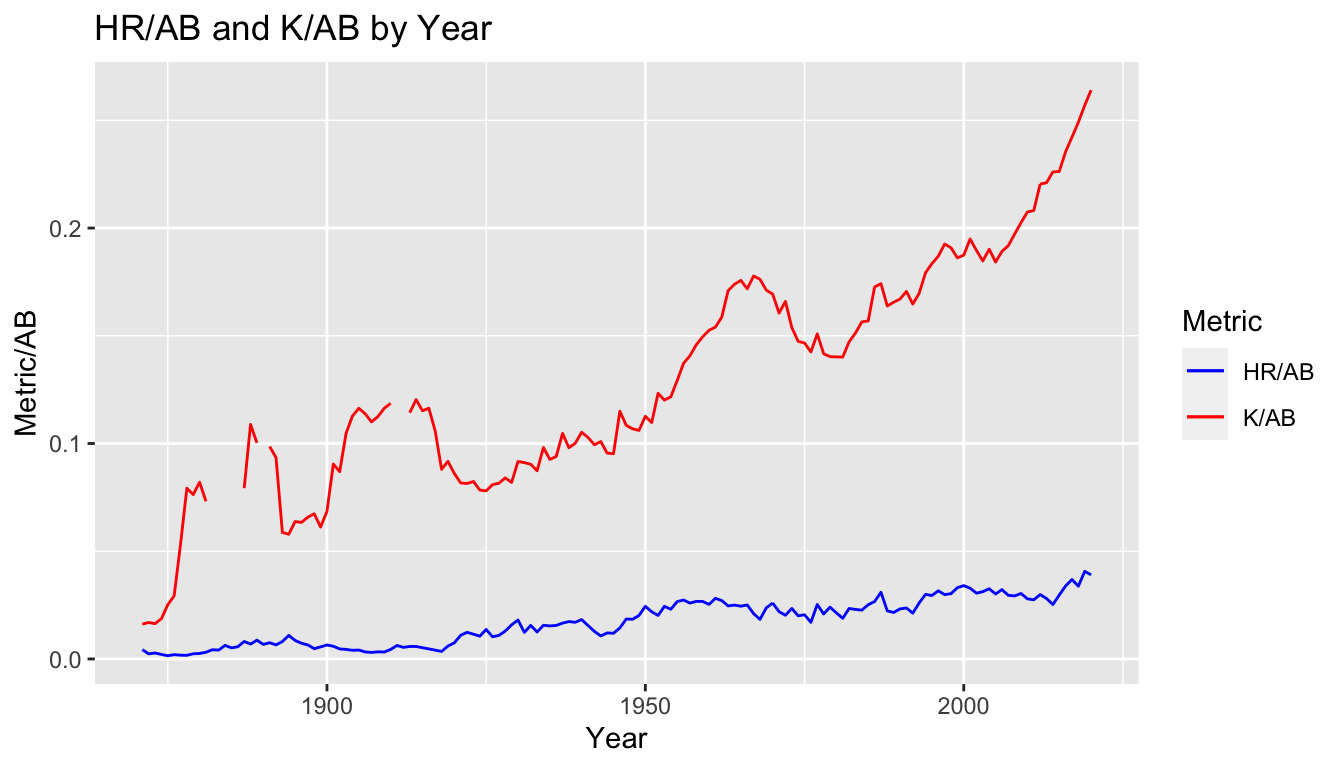 HR/AB and K/AB by Year
Metric/AB
0.2
0.1
0.0
1900
1950
2000
Year
Metric
HR/AB
K/AB